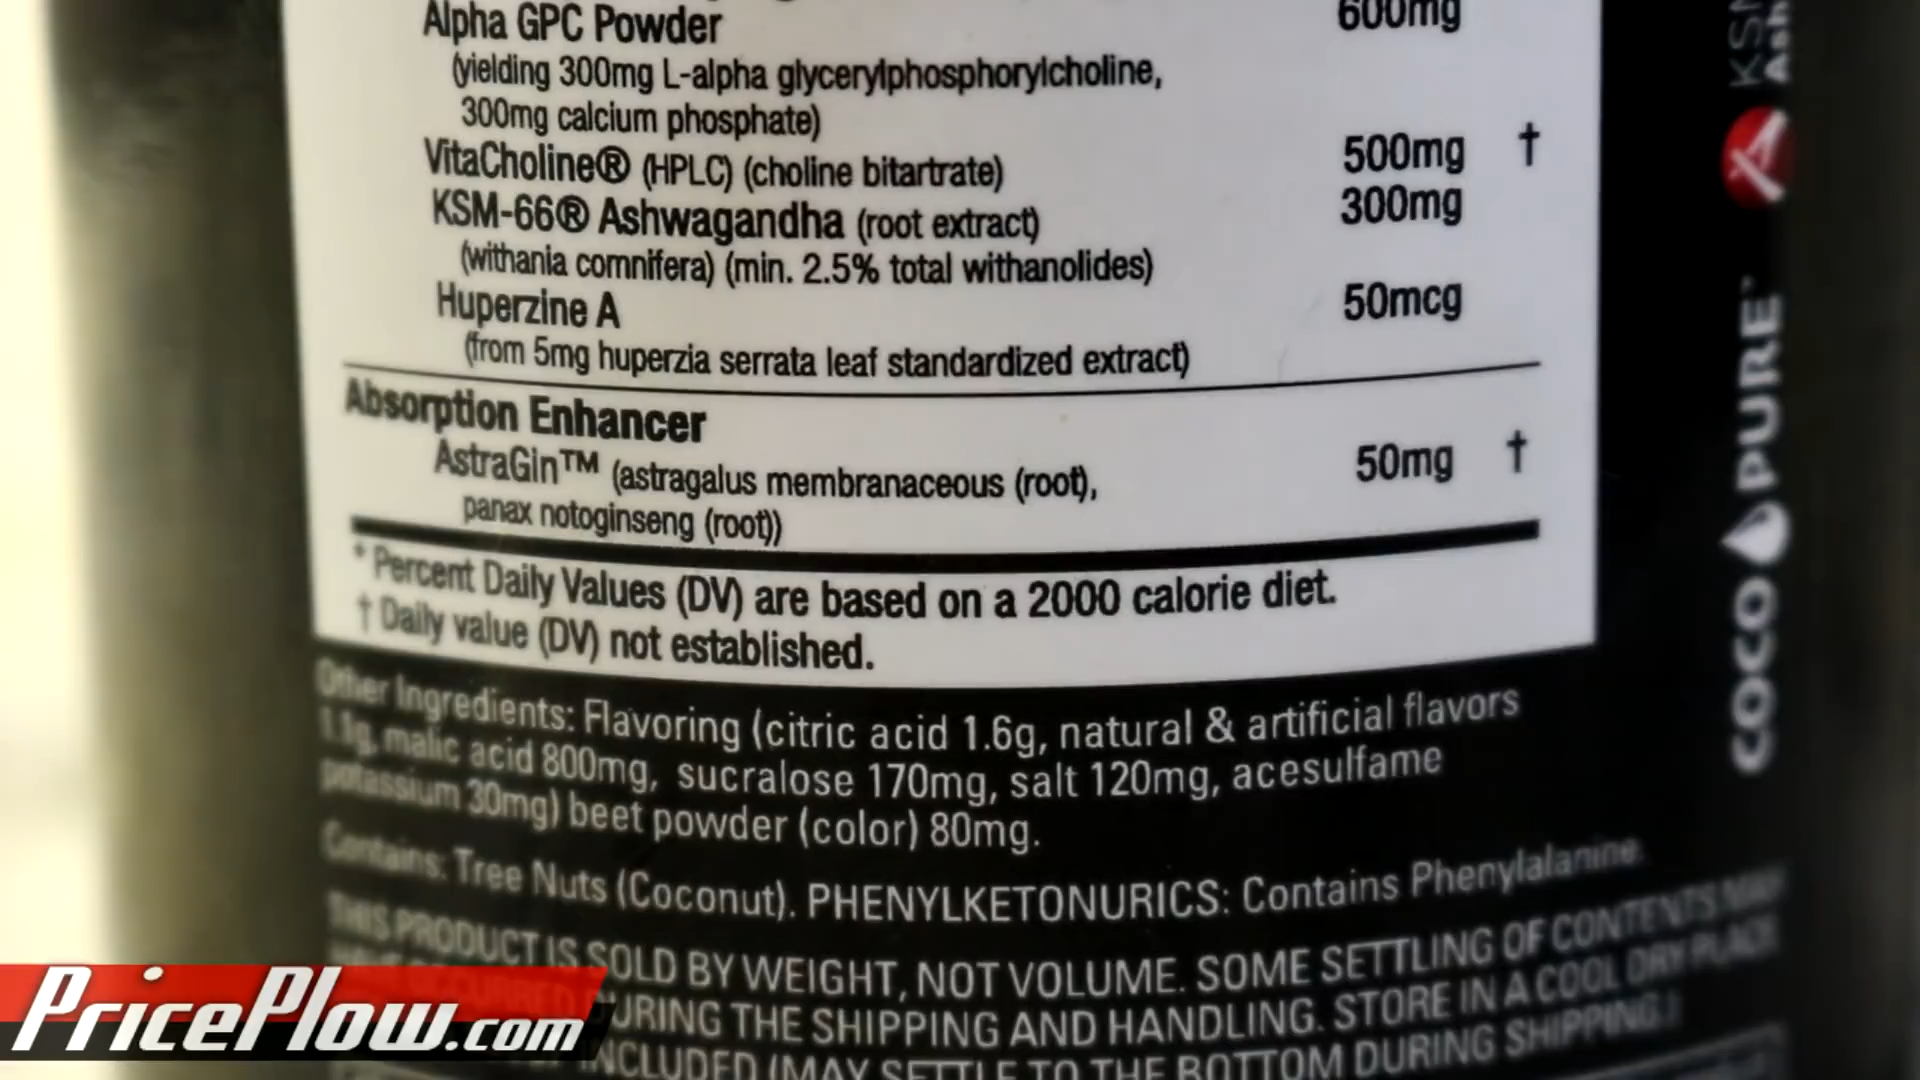 Alpha GPC Powder 600mg
(yielding 300mg L-alpha glycerylphosphorylcholine,
300mg calcium phosphate)
VitaCholine® (HPLC) (choline bitartrate) 500mg †
KSM-66® Ashwagandha (root extract) 300mg
(withania comnifera) (min. 2.5% total withanolides)
Huperzine A 50mcg
(from 5mg huperzia serrata leaf standardized extract)
Absorption Enhancer
AstraGin™ (astragalus membranaceous (root), 50mg †
panax notoginseng (root))
* Percent Daily Values (DV) are based on a 2000 calorie diet.
† Daily value (DV) not established.
Other Ingredients: Flavoring (citric acid 1.6g, natural & artificial flavors
1.1g, malic acid 800mg, sucralose 170mg, salt 120mg, acesulfame
potassium 30mg) beet powder (color) 80mg.
Contains: Tree Nuts (Coconut). PHENYLKETONURICS: Contains Phenylalanine.
THIS PRODUCT IS SOLD BY WEIGHT, NOT VOLUME. SOME SETTLING OF CONTENTS MAY
OCCURRED DURING THE SHIPPING AND HANDLING. STORE IN A COOL DRY PLACE
INCLUDED (MAY SETTLE TO THE BOTTOM DURING SHIPPING.)
KSM
Ash
COCO PURE™
PricePlow.com